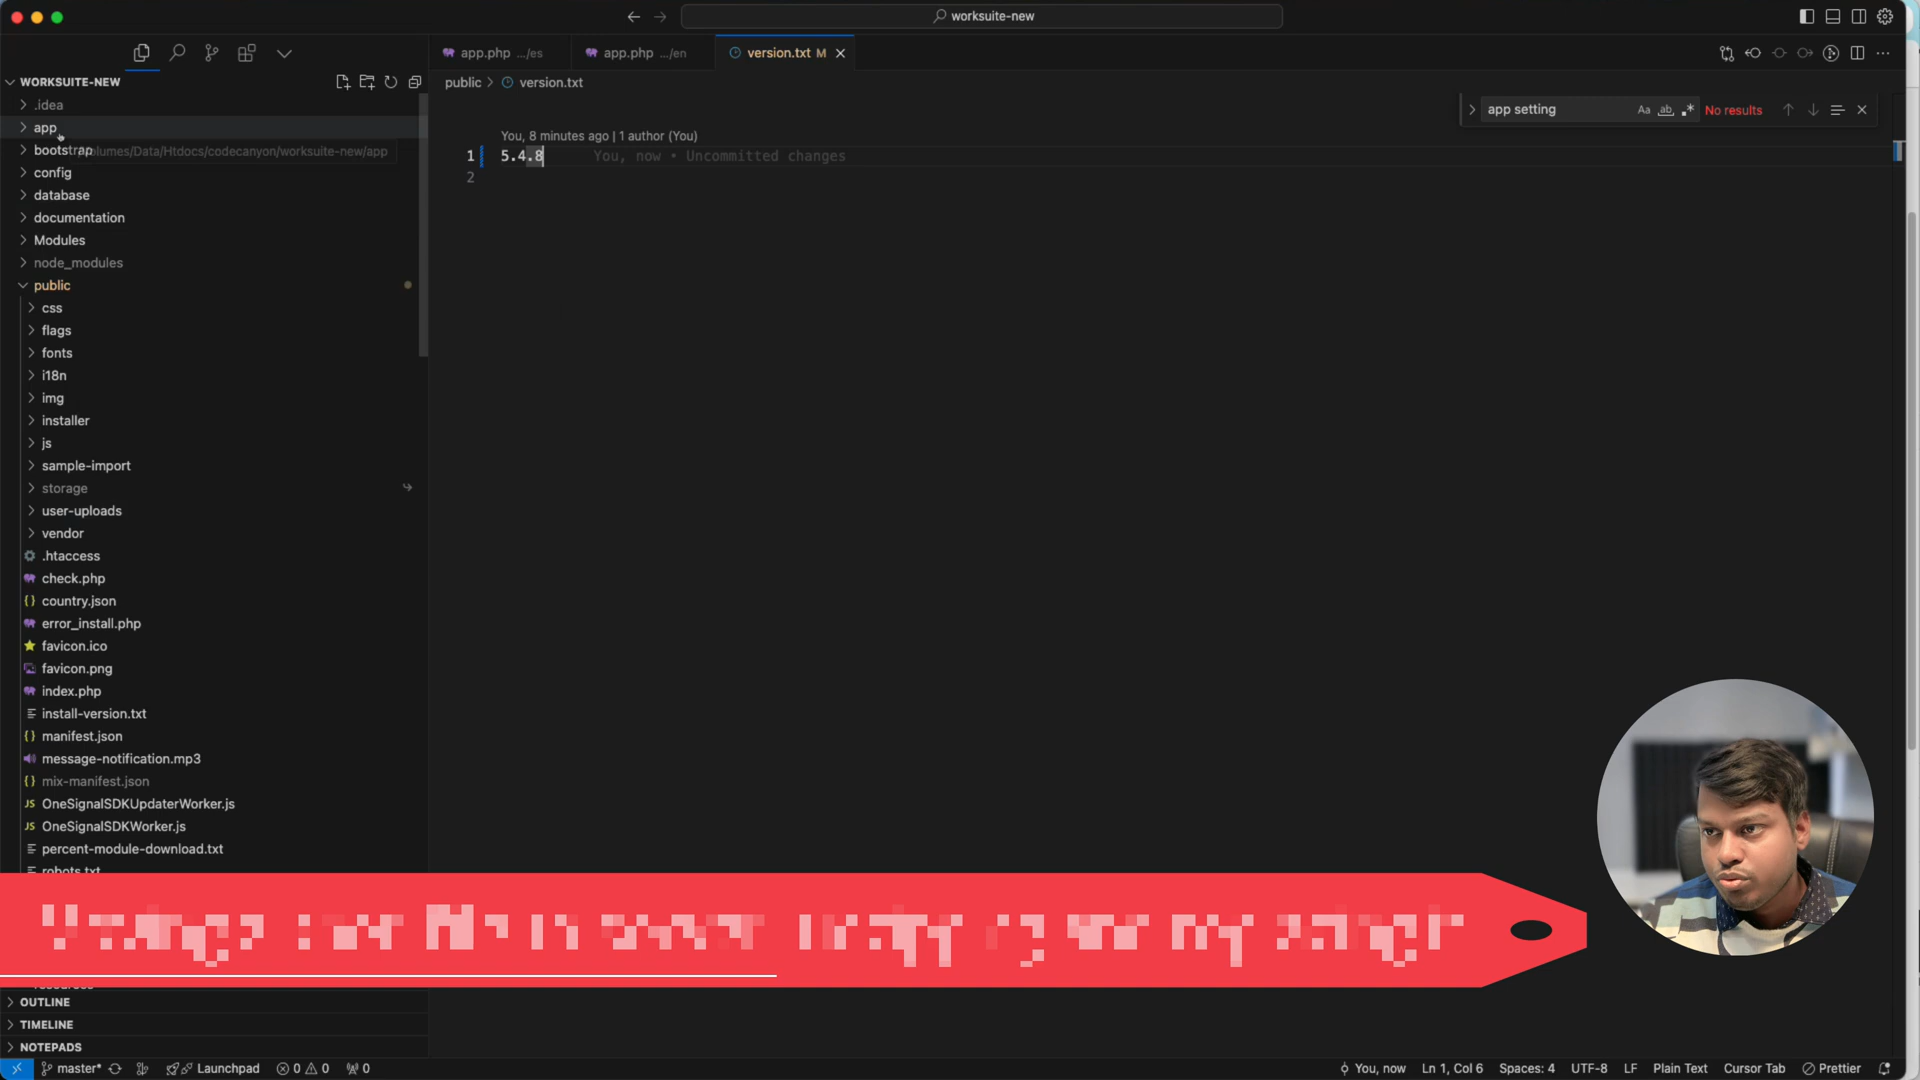 worksuite-new
app.php .../es
app.php .../en
version.txt M
WORKSUITE-NEW
public > version.txt
.idea
app setting
Aa
ab
No results
app
You, 8 minutes ago | 1 author (You)
bootstrap
/Volumes/Data/Htdocs/codecanyon/worksuite-new/app
1 5.4.8 You, now • Uncommitted changes
config
2
database
documentation
Modules
node_modules
public
css
flags
fonts
i18n
img
installer
js
sample-import
storage
user-uploads
vendor
.htaccess
check.php
{} country.json
error_install.php
favicon.ico
favicon.png
index.php
install-version.txt
{} manifest.json
message-notification.mp3
{} mix-manifest.json
JS OneSignalSDKUpdaterWorker.js
JS OneSignalSDKWorker.js
percent-module-download.txt
robots.txt
OUTLINE
TIMELINE
NOTEPADS
master* Launchpad 0 0 0 You, now Ln 1, Col 6 Spaces: 4 UTF-8 LF Plain Text Cursor Tab Prettier